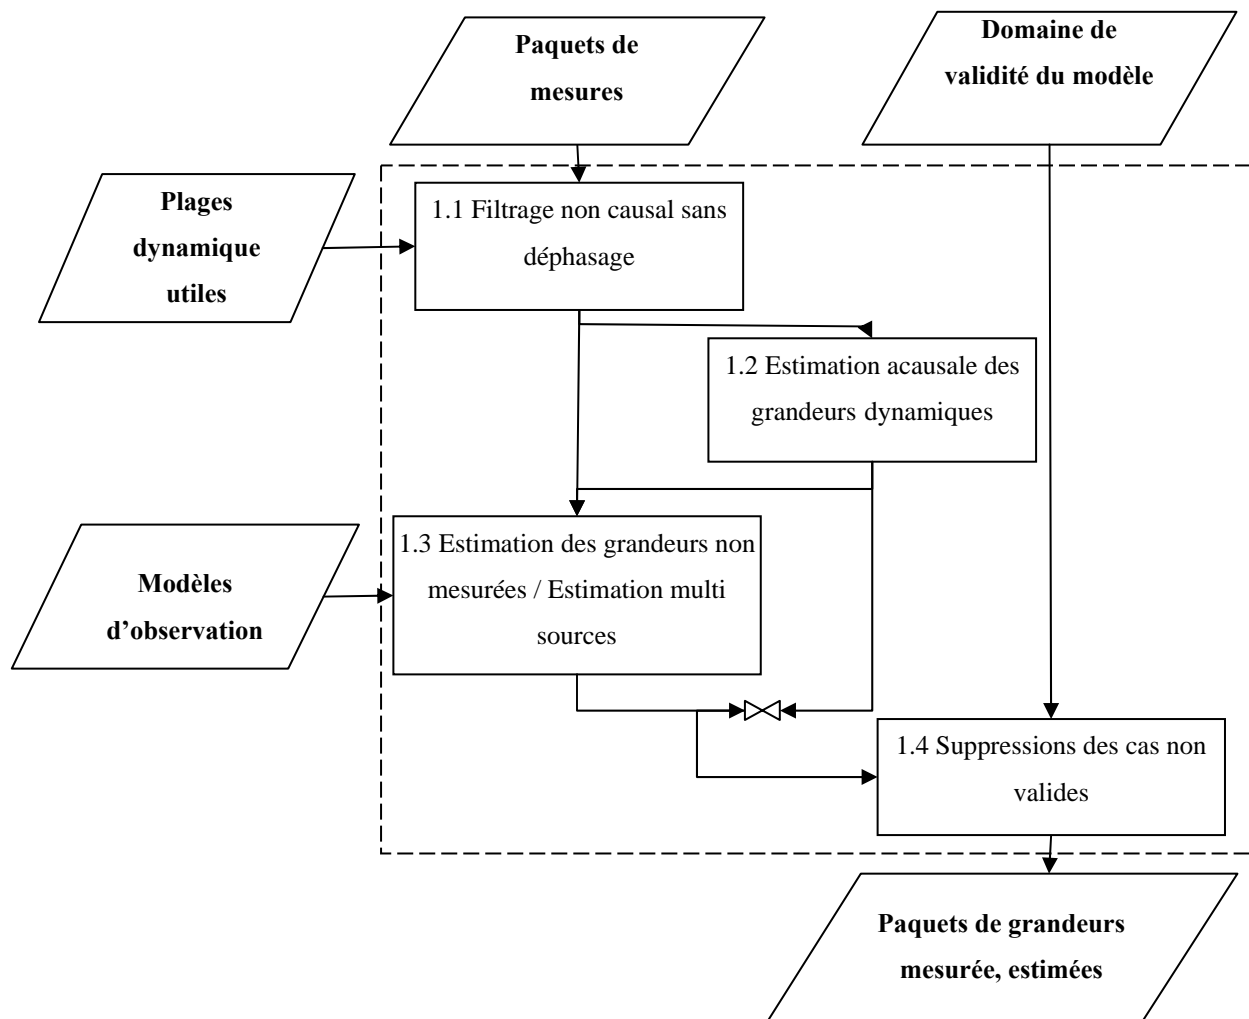 Paquets de
mesures
Domaine de
validité du modèle
Plages
dynamique
utiles
1.1 Filtrage non causal sans
déphasage
1.2 Estimation acausale des
grandeurs dynamiques
1.3 Estimation des grandeurs non
mesurées / Estimation multi
sources
Modèles
d’observation
1.4 Suppressions des cas non
valides
Paquets de grandeurs
mesurée, estimées